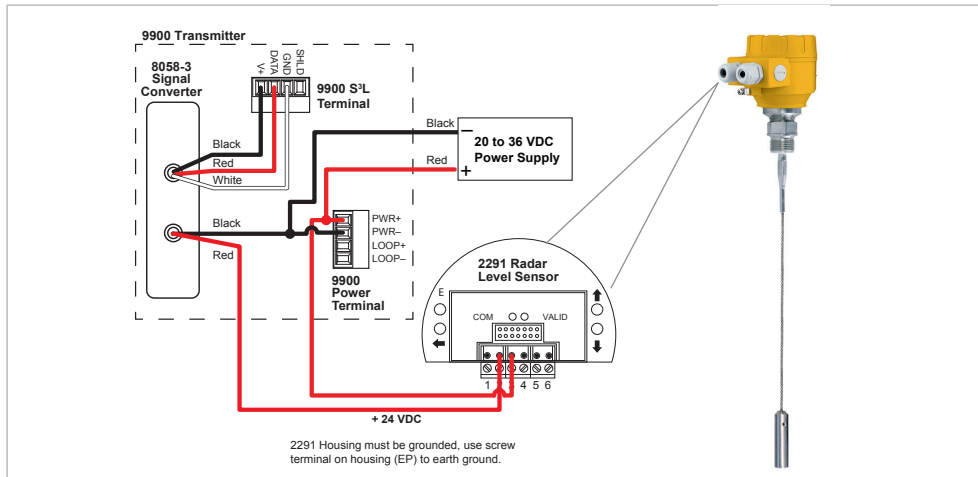 9900 Transmitter
8058-3
Signal
Converter
V+
DATA
GND
SHLD
9900 S³L
Terminal
Black
Red
White
Black
20 to 36 VDC
Power Supply
Red
–
+
Black
Red
PWR+
PWR–
LOOP+
LOOP–
9900
Power
Terminal
2291 Radar
Level Sensor
E
COM
VALID
1 2 3 4 5 6
+ 24 VDC
2291 Housing must be grounded, use screw
terminal on housing (EP) to earth ground.